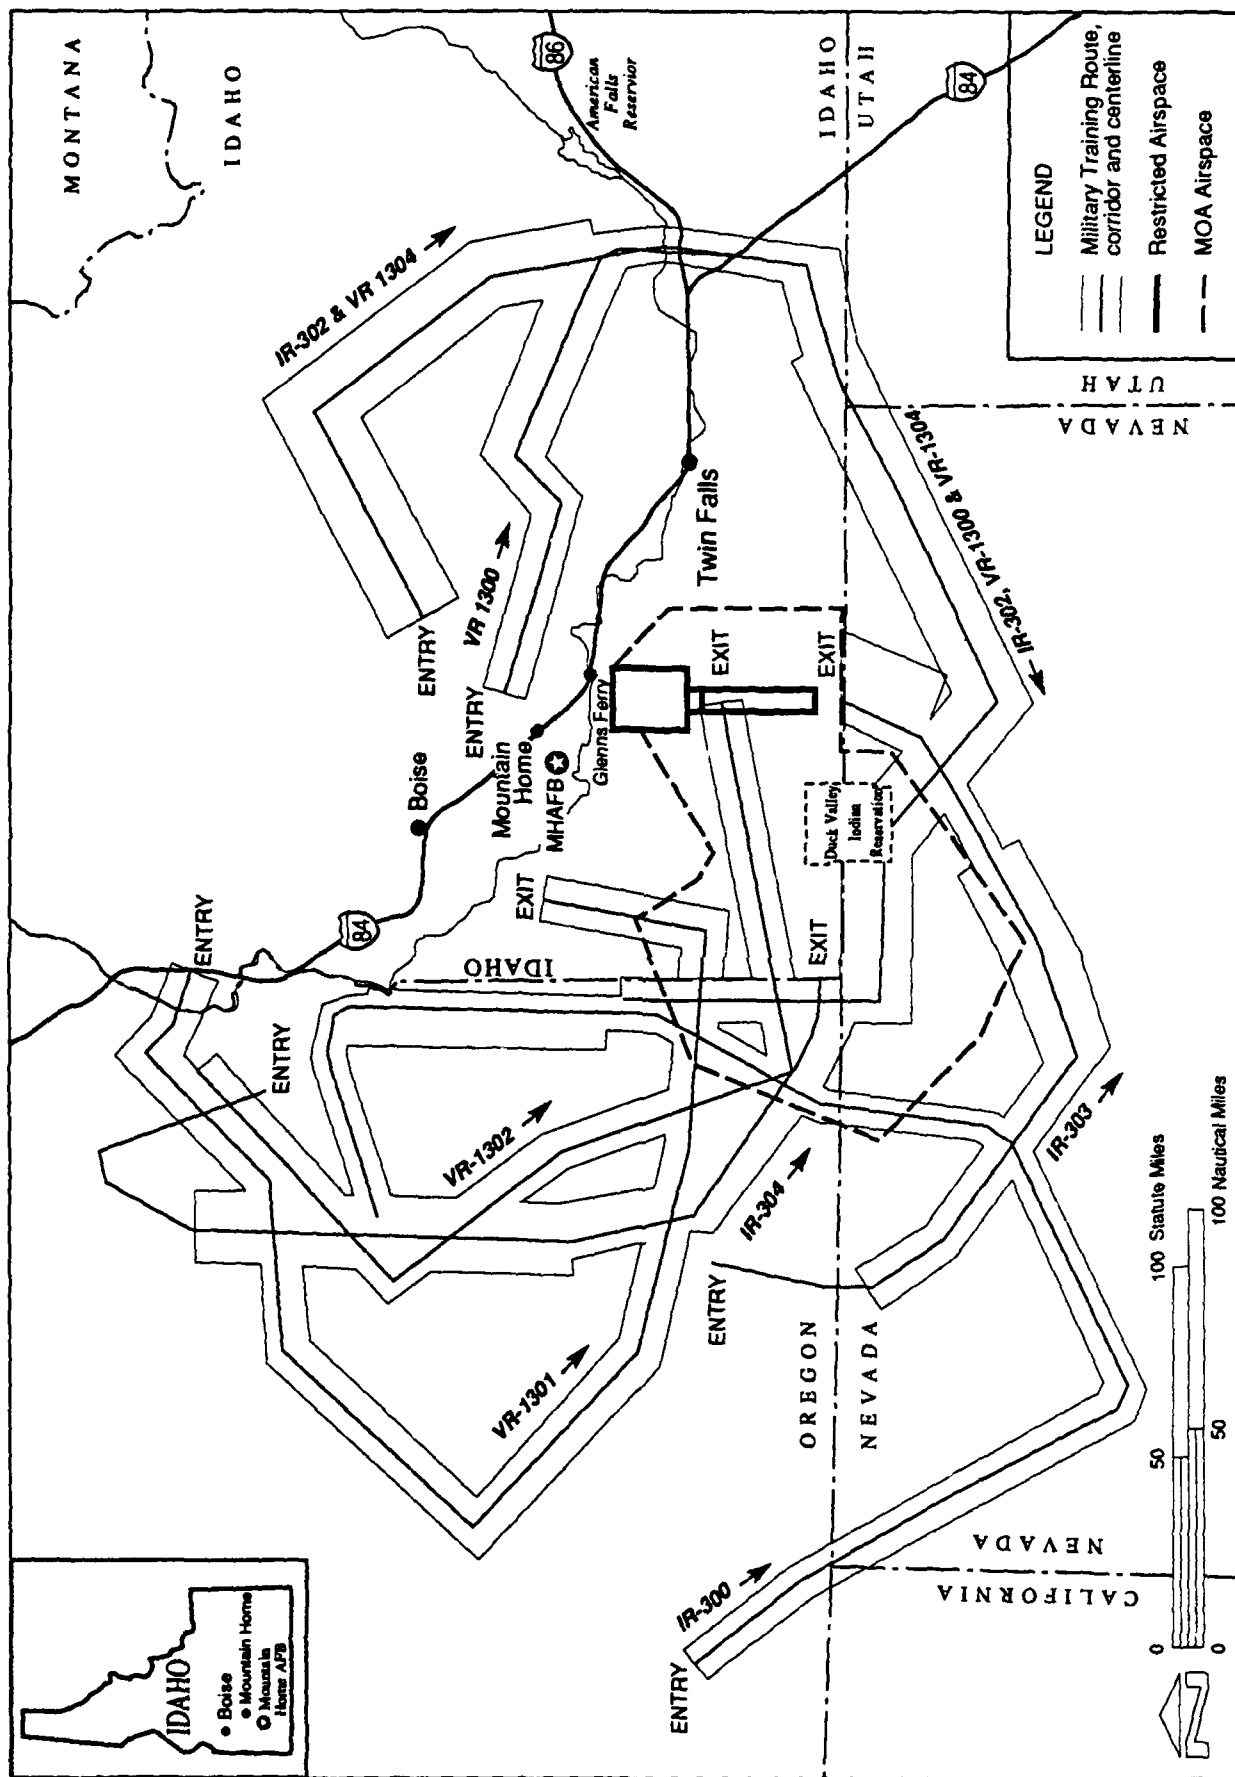 MONTANA
IDAHO
IR-302 & VR 1304
86
American
Falls
Reservior
IDAHO
UTAH
84
ENTRY
VR 1300
ENTRY
Boise
Mountain
Home
MHAFB
Glenns Ferry
Twin Falls
EXIT
EXIT
ENTRY
84
EXIT
IDAHO
EXIT
Duck Valley
Indian
Reservation
IR-302, VR-1300 & VR-1304
NEVADA
UTAH
ENTRY
VR-1302
IR-304
IR-303
VR-1301
ENTRY
OREGON
NEVADA
IR-300
ENTRY
CALIFORNIA
NEVADA
IDAHO
Boise
Mountain Home
Mountain
Home AFB
LEGEND
Military Training Route,
corridor and centerline
Restricted Airspace
MOA Airspace
0 50 100 Statute Miles
0 50 100 Nautical Miles
N